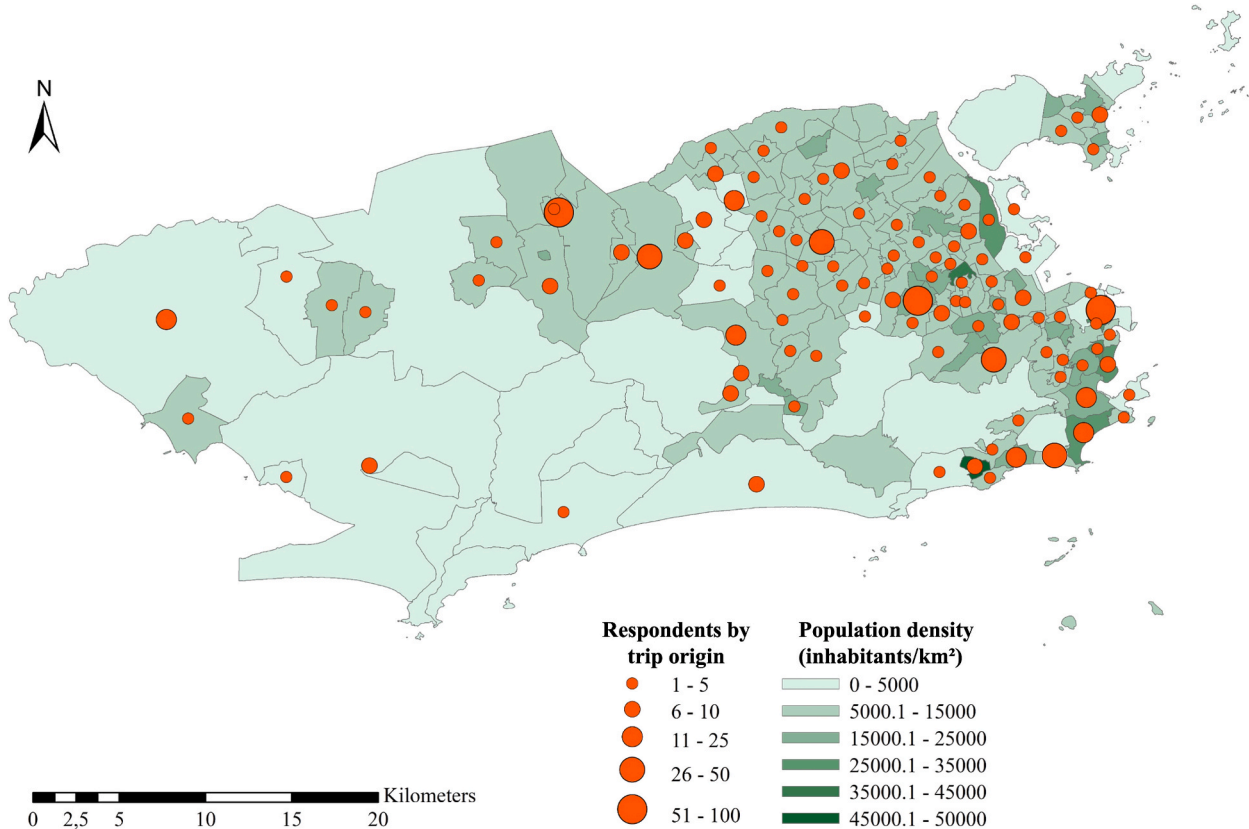 N
Respondents by
trip origin
1 - 5
6 - 10
11 - 25
26 - 50
51 - 100
Population density
(inhabitants/km²)
0 - 5000
5000.1 - 15000
15000.1 - 25000
25000.1 - 35000
35000.1 - 45000
45000.1 - 50000
Kilometers
0 2,5 5 10 15 20